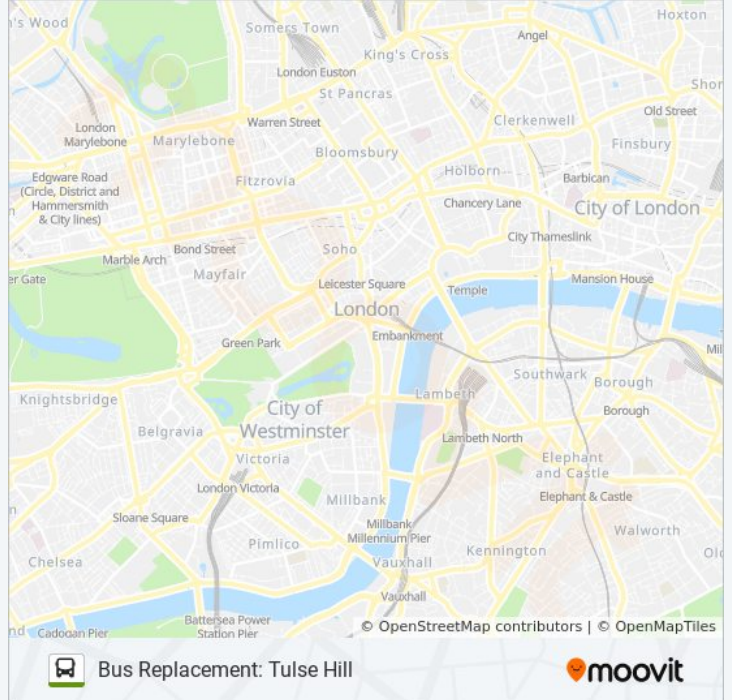 's Wood
Somers Town
Hoxton
Angel
King's Cross
London Euston
St Pancras
Shor
Old Street
Warren Street
Clerkenwell
London
Marylebone
Marylebone
Finsbury
Bloomsbury
Holborn
Edgware Road
(Circle, District and
Hammersmith
& City lines)
Fitzrovia
Barbican
Chancery Lane
City of London
n
City Thameslink
Bond Street
Soho
Marble Arch
er Gate
Mayfair
Leicester Square
Mansion House
Temple
London
Embankment
Green Park
Mil
Southwark
Borough
Knightsbridge
Lambeth
City of
Westminster
Borough
Belgravia
Lambeth North
Victoria
Elephant
and Castle
London Victoria
Elephant & Castle
Millbank
n
Sloane Square
Millbank
Millennium Pier
Walworth
Pimlico
Kennington
Old
Chelsea
Vauxhall
Vauxhall
Battersea Power
Station Pier
nd
Cadogan Pier
© OpenStreetMap contributors | © OpenMapTiles
Bus Replacement: Tulse Hill
moovit